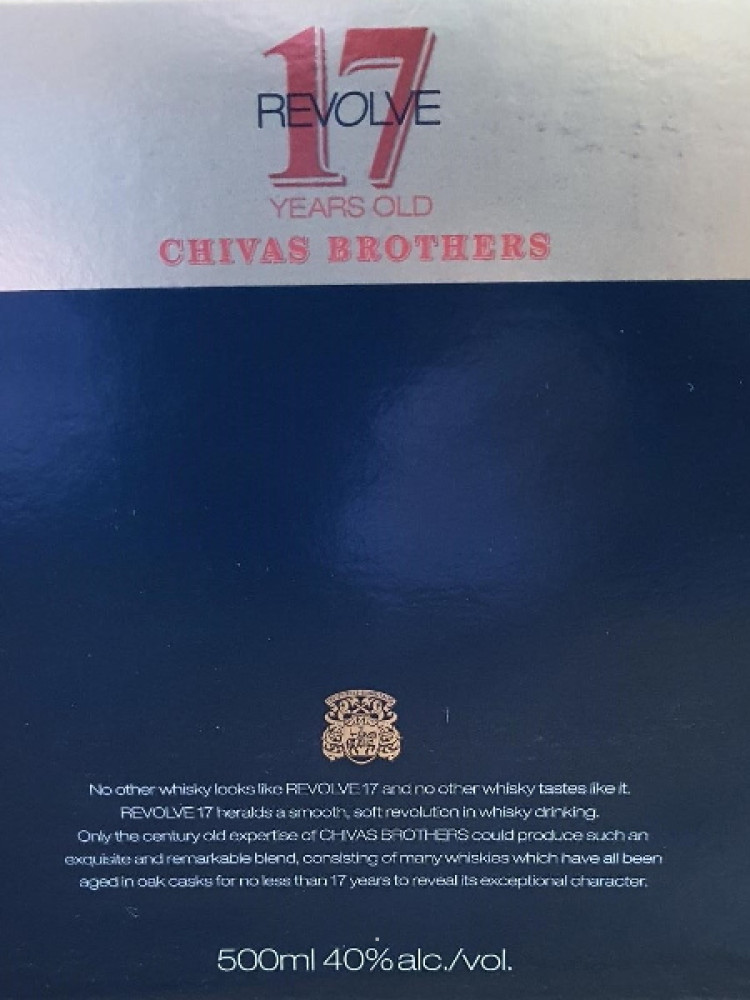 17
REVOLVE
YEARS OLD
CHIVAS BROTHERS
No other whisky looks like REVOLVE 17 and no other whisky tastes like it.
REVOLVE 17 heralds a smooth, soft revolution in whisky drinking.
Only the century old expertise of CHIVAS BROTHERS could produce such an
exquisite and remarkable blend, consisting of many whiskies which have all been
aged in oak casks for no less than 17 years to reveal its exceptional character.
500ml 40% alc./vol.